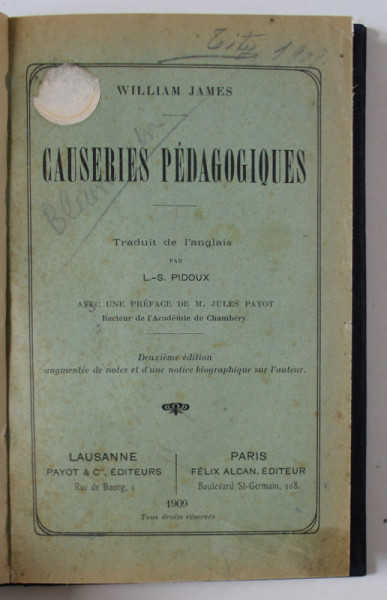 WILLIAM JAMES
CAUSERIES PÉDAGOGIQUES
Traduit de l'anglais
PAR
L.-S. PIDOUX
AVEC UNE PRÉFACE DE M. JULES PAYOT
Recteur de l'Académie de Chambéry.
Deuxième édition
augmentée de notes et d'une notice biographique sur l'auteur.
LAUSANNE
PAYOT & Cie, ÉDITEURS
Rue de Bourg, 1
PARIS
FÉLIX ALCAN, ÉDITEUR
Boulevard St-Germain, 108.
1909
Tous droits réservés